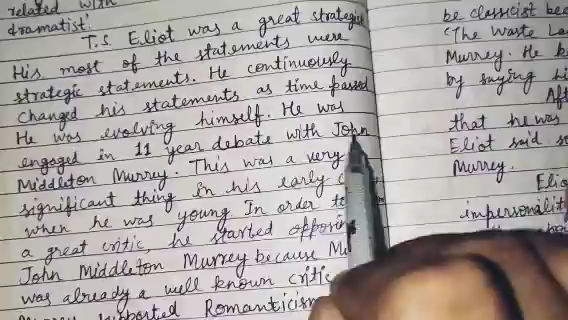 related with
dramatist'.
T.S. Eliot was a great strategist
His most of the statements were
strategic statements. He continuously
changed his statements as time passed
He was evolving himself. He was
engaged in 11 year debate with John
Middleton Murrey. This was a very
significant thing in his early
when he was young In order to
a great critic he started opposing
John Middleton Murrey because
was already a well known critic
supported Romanticism
be classicist
"The Waste
Murrey. He
by saying
that he was
Eliot said
Murrey.
impersonality